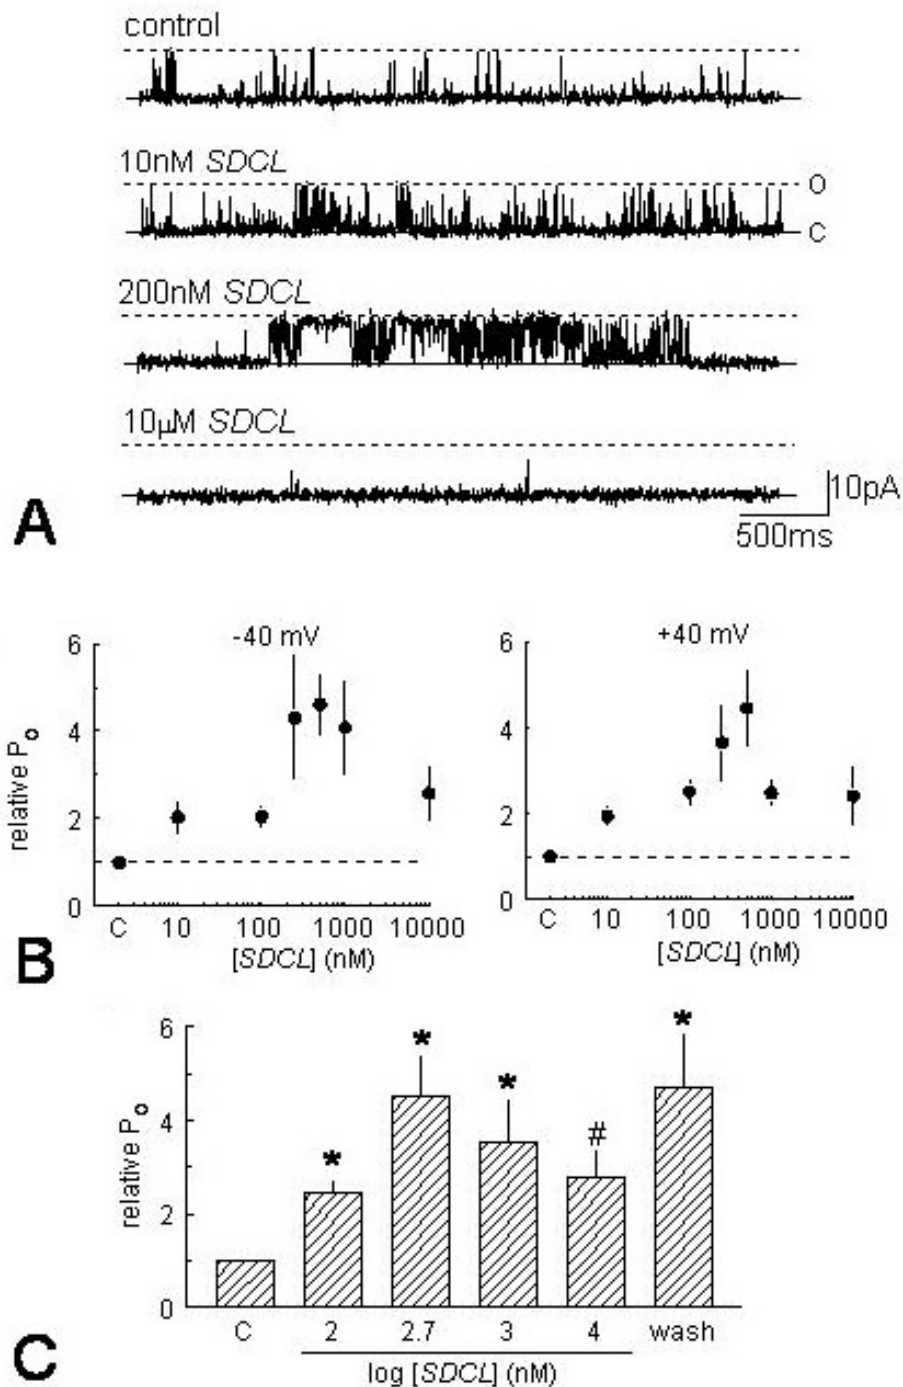 control
10nM SDCL
O
C
200nM SDCL
10µM SDCL
10pA
500ms
A
-40 mV
+40 mV
6
4
2
0
relative Po
C 10 100 1000 10000
[SDCL] (nM)
6
4
2
0
C 10 100 1000 10000
[SDCL] (nM)
B
6
4
2
0
relative Po
* * * # *
C 2 2.7 3 4 wash
log [SDCL] (nM)
C